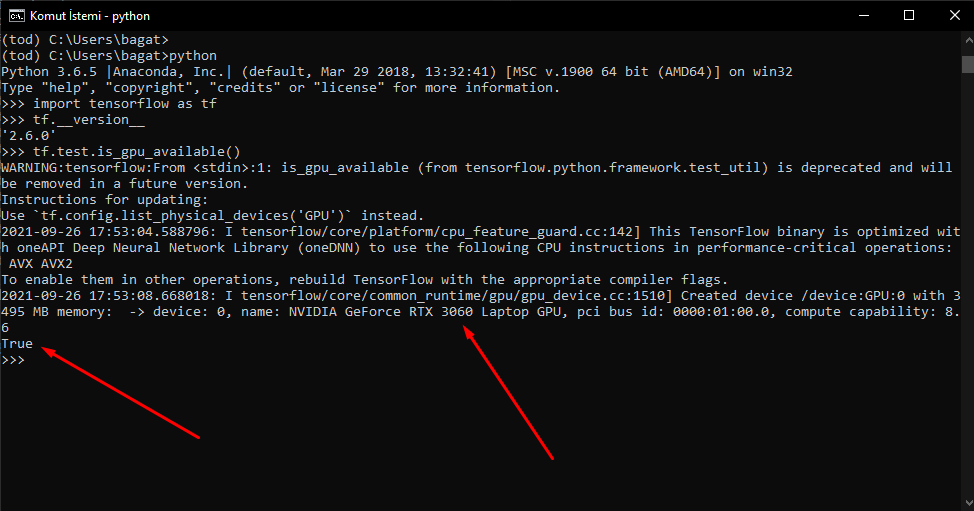 Komut İstemi - python
(tod) C:\Users\bagat>
(tod) C:\Users\bagat>python
Python 3.6.5 |Anaconda, Inc.| (default, Mar 29 2018, 13:32:41) [MSC v.1900 64 bit (AMD64)] on win32
Type "help", "copyright", "credits" or "license" for more information.
>>> import tensorflow as tf
>>> tf.__version__
'2.6.0'
>>> tf.test.is_gpu_available()
WARNING:tensorflow:From <stdin>:1: is_gpu_available (from tensorflow.python.framework.test_util) is deprecated and will
be removed in a future version.
Instructions for updating:
Use `tf.config.list_physical_devices('GPU')` instead.
2021-09-26 17:53:04.588796: I tensorflow/core/platform/cpu_feature_guard.cc:142] This TensorFlow binary is optimized wit
h oneAPI Deep Neural Network Library (oneDNN) to use the following CPU instructions in performance-critical operations:
 AVX AVX2
To enable them in other operations, rebuild TensorFlow with the appropriate compiler flags.
2021-09-26 17:53:08.668018: I tensorflow/core/common_runtime/gpu/gpu_device.cc:1510] Created device /device:GPU:0 with 3
495 MB memory:  -> device: 0, name: NVIDIA GeForce RTX 3060 Laptop GPU, pci bus id: 0000:01:00.0, compute capability: 8.
6
True
>>>